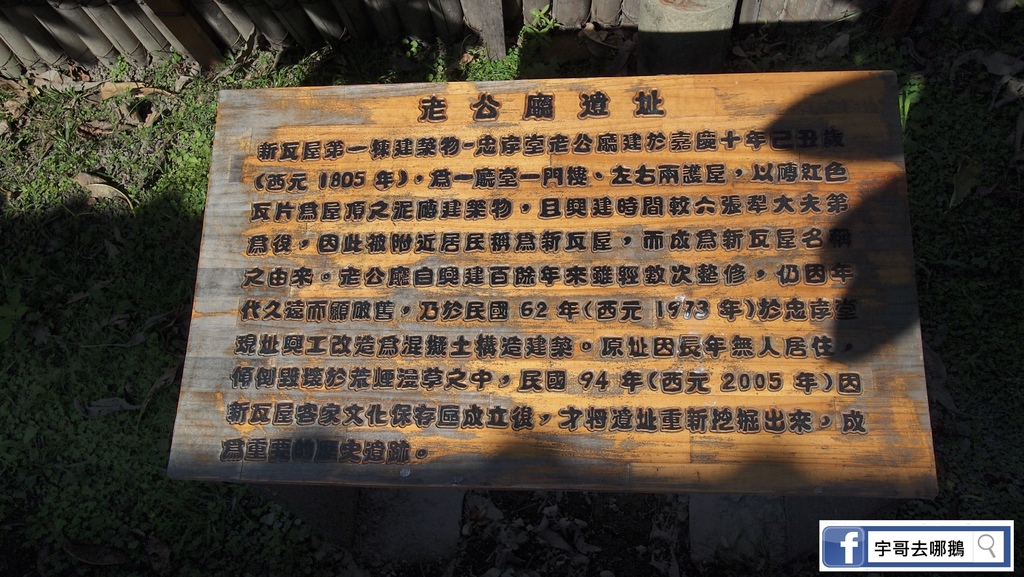 老公廳遺址
新瓦屋第一棟建築物-忠孝堂老公廳建於嘉慶十年己丑歲
(西元 1805 年)，為一廳堂一門樓、左右兩護屋，以磚紅色
瓦片為屋頂之泥磚建築物，且興建時間較六張犁大夫第
為後，因此被附近居民稱為新瓦屋，而成為新瓦屋名稱
之由來。老公廳自興建百餘年來雖經數次整修，仍因年
代久遠而顯破舊，乃於民國 62 年(西元 1973 年)於忠孝堂
現址興工改造為混擬土構造建築。原址因長年無人居住，
傾倒毀壞於荒煙漫草之中，民國 94 年(西元 2005 年)因
新瓦屋客家文化保存區成立後，才將遺址重新挖掘出來，成
為重要的歷史遺跡。
宇哥去哪鵝